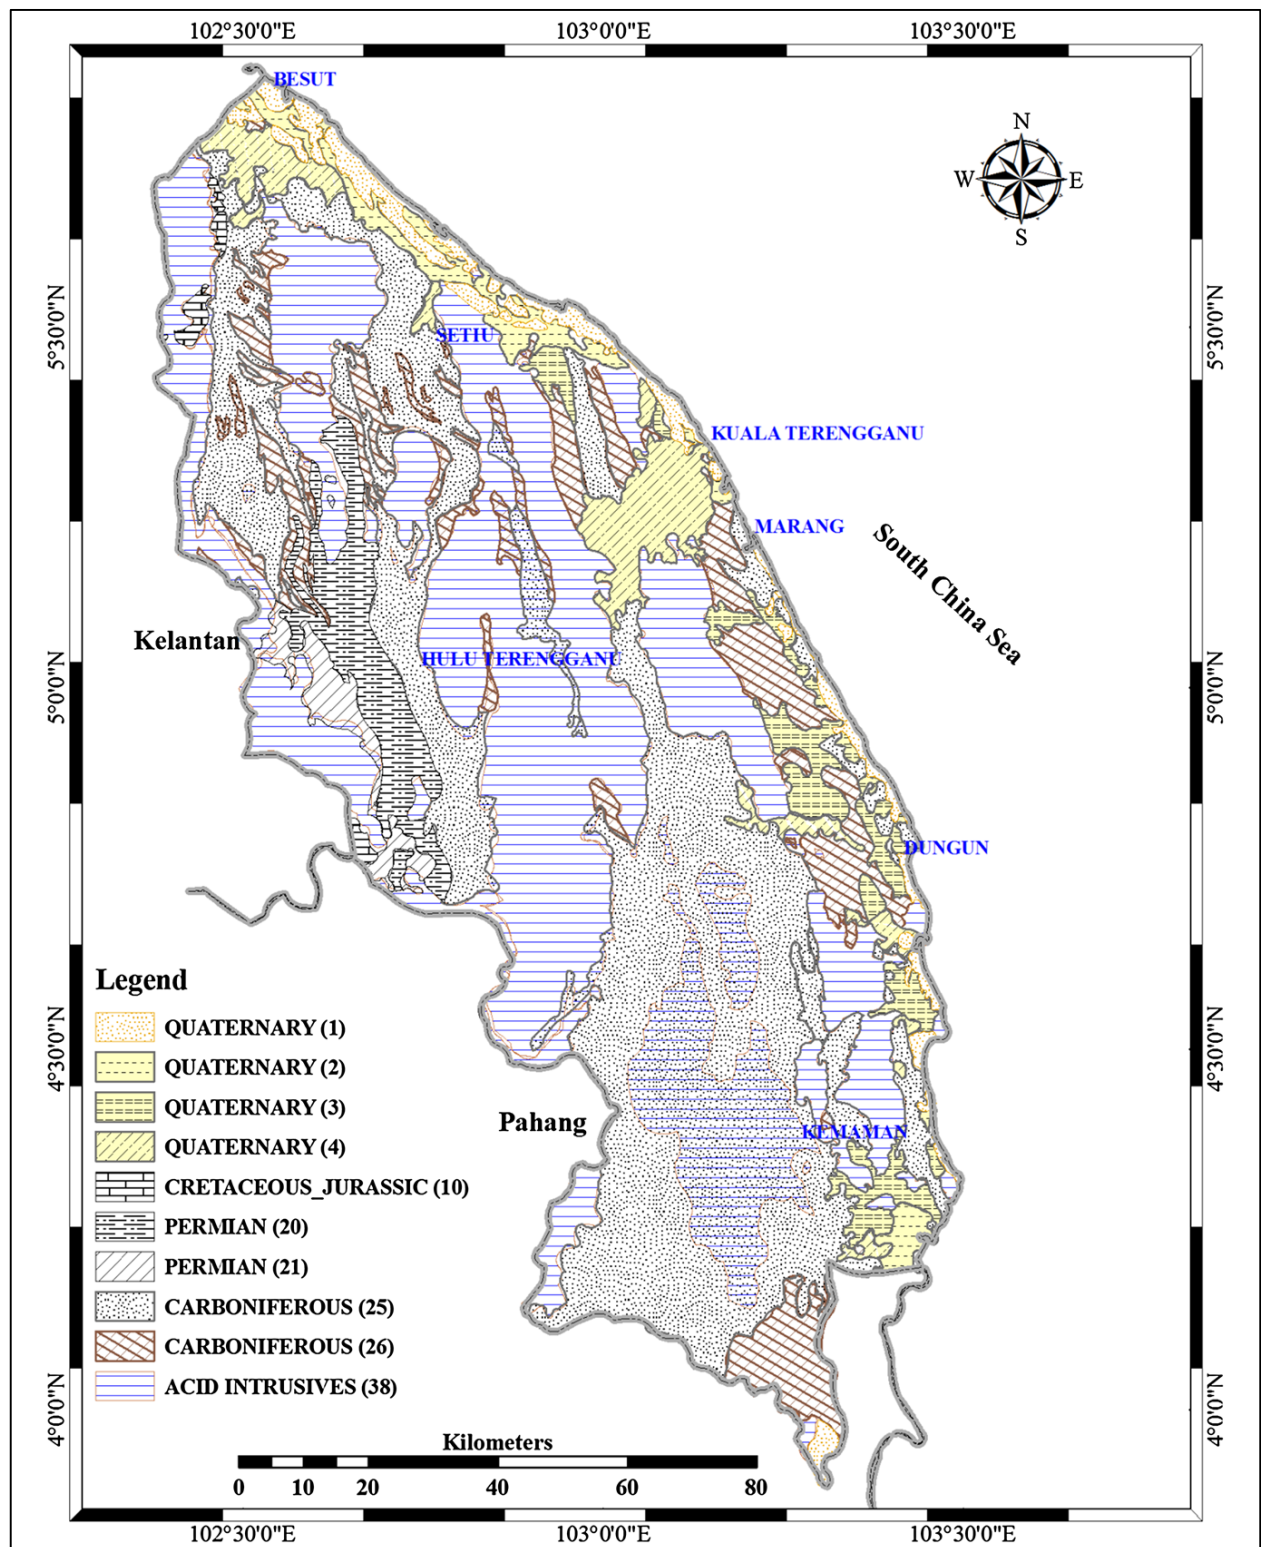 102°30'0"E 103°0'0"E 103°30'0"E
BESUT
N
W E
S
5°30'0"N 5°30'0"N
SETIU
KUALA TERENGGANU
MARANG
South China Sea
Kelantan
HULU TERENGGANU
5°0'0"N 5°0'0"N
DUNGUN
Legend
QUATERNARY (1)
4°30'0"N 4°30'0"N
QUATERNARY (2)
QUATERNARY (3)
Pahang
KEMAMAN
QUATERNARY (4)
CRETACEOUS_JURASSIC (10)
PERMIAN (20)
PERMIAN (21)
CARBONIFEROUS (25)
CARBONIFEROUS (26)
ACID INTRUSIVES (38)
4°0'0"N 4°0'0"N
Kilometers
0 10 20 40 60 80
102°30'0"E 103°0'0"E 103°30'0"E